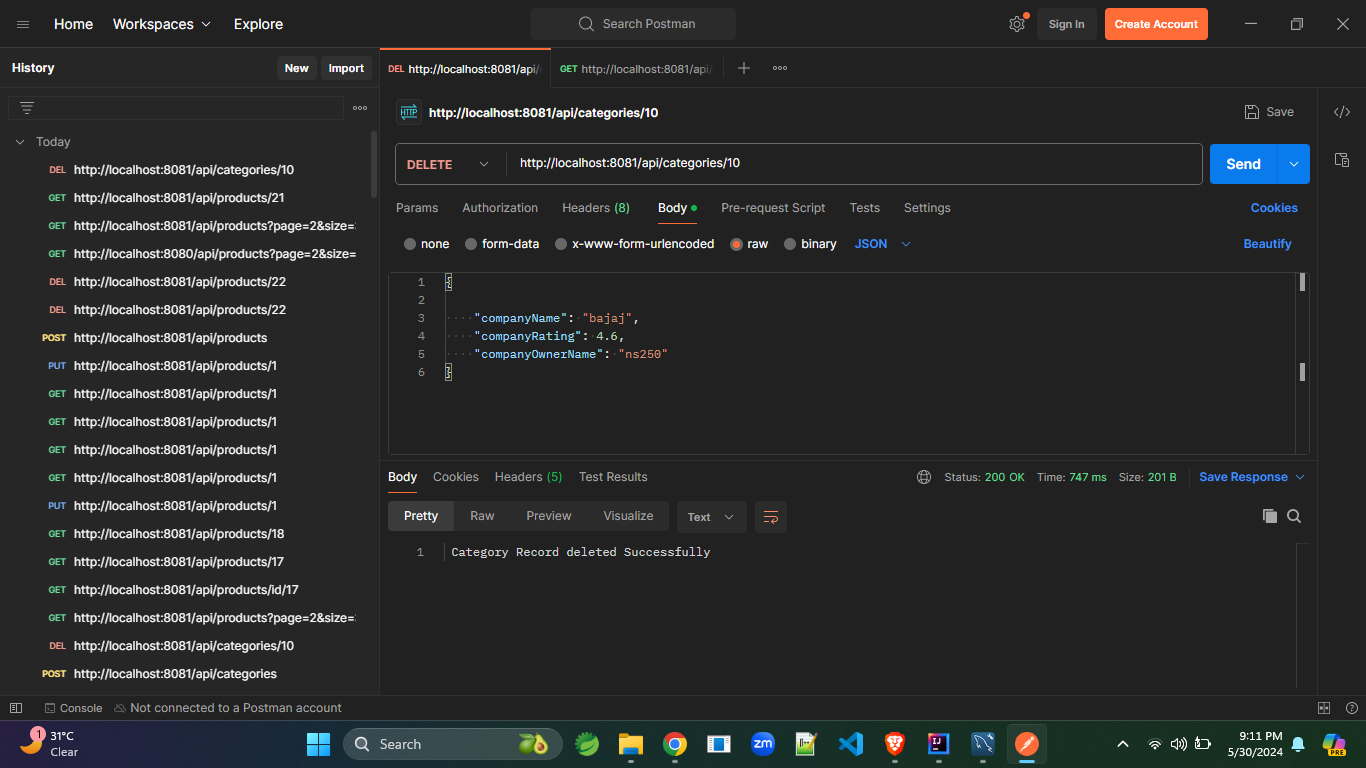 Home
Workspaces
Explore
Search Postman
Sign In
Create Account
History
New
Import
DEL http://localhost:8081/api/
GET http://localhost:8081/api/
HTTP
http://localhost:8081/api/categories/10
Save
Today
DEL http://localhost:8081/api/categories/10
GET http://localhost:8081/api/products/21
GET http://localhost:8081/api/products?page=2&size=
GET http://localhost:8080/api/products?page=2&size=
DEL http://localhost:8081/api/products/22
DEL http://localhost:8081/api/products/22
POST http://localhost:8081/api/products
PUT http://localhost:8081/api/products/1
GET http://localhost:8081/api/products/1
GET http://localhost:8081/api/products/1
GET http://localhost:8081/api/products/1
GET http://localhost:8081/api/products/1
PUT http://localhost:8081/api/products/1
GET http://localhost:8081/api/products/18
GET http://localhost:8081/api/products/17
GET http://localhost:8081/api/products/id/17
GET http://localhost:8081/api/products?page=2&size=
DEL http://localhost:8081/api/categories/10
POST http://localhost:8081/api/categories
DELETE
http://localhost:8081/api/categories/10
Send
Params Authorization Headers (8) Body Pre-request Script Tests Settings
Cookies
none form-data x-www-form-urlencoded raw binary JSON
Beautify
1 {
2
3 "companyName": "bajaj",
4 "companyRating": 4.6,
5 "companyOwnerName": "ns250"
6 }
Body Cookies Headers (5) Test Results
Status: 200 OK Time: 747 ms Size: 201 B
Save Response
Pretty Raw Preview Visualize
Text
1 Category Record deleted Successfully
Console
Not connected to a Postman account
1
31°C
Clear
Search
zm
IJ
9:11 PM
5/30/2024
PRE